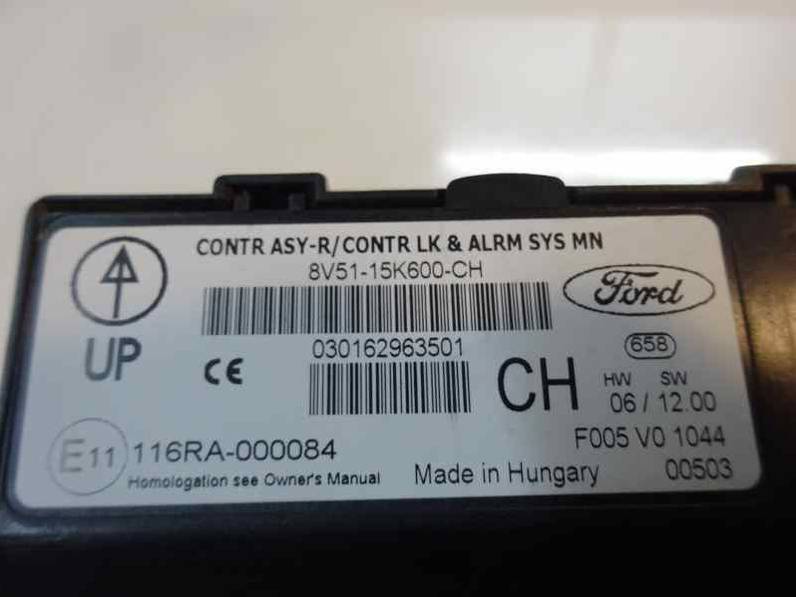 CONTR ASY-R/CONTR LK & ALRM SYS MN
8V51-15K600-CH
Ford
UP
CE
030162963501
CH
658
HW SW
06 / 12.00
E11 116RA-000084
F005 V0 1044
Homologation see Owner's Manual
Made in Hungary
00503